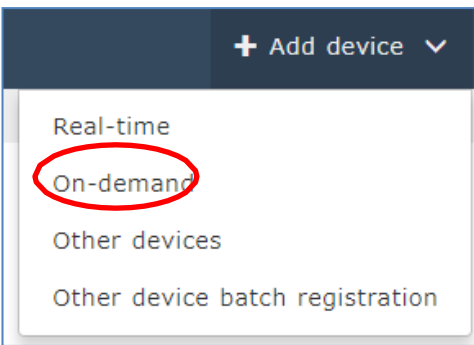 + Add device
Real-time
On-demand
Other devices
Other device batch registration